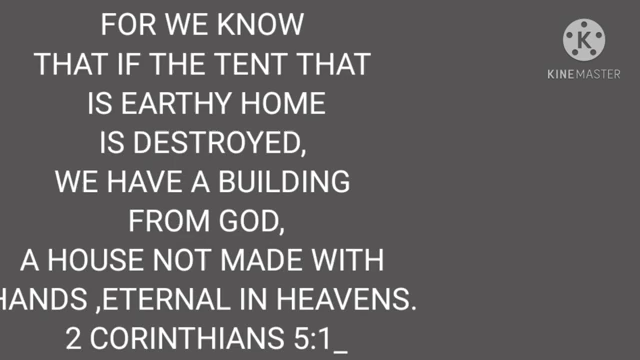 FOR WE KNOW
THAT IF THE TENT THAT
IS EARTHY HOME
IS DESTROYED,
WE HAVE A BUILDING
FROM GOD,
A HOUSE NOT MADE WITH
HANDS ,ETERNAL IN HEAVENS.
2 CORINTHIANS 5:1_
K
KINEMASTER